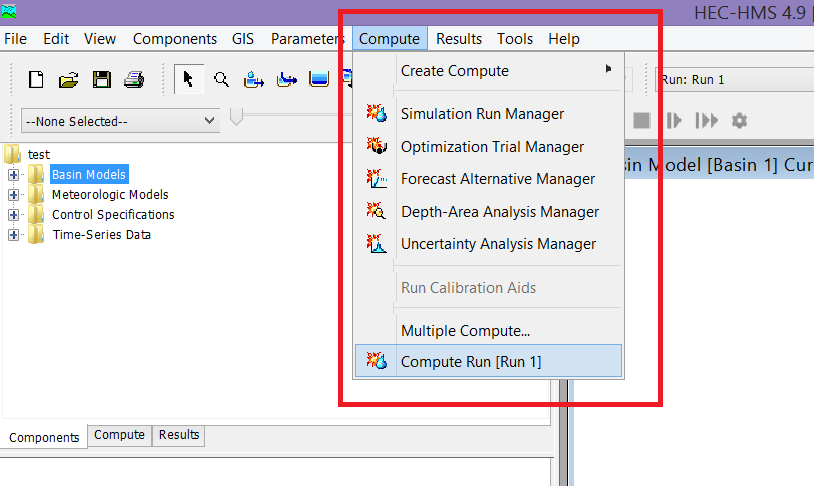 HEC-HMS 4.9
File Edit View Components GIS Parameters Compute Results Tools Help
Run: Run 1
--None Selected--
Create Compute
Simulation Run Manager
Optimization Trial Manager
Forecast Alternative Manager
Depth-Area Analysis Manager
Uncertainty Analysis Manager
Run Calibration Aids
Multiple Compute...
Compute Run [Run 1]
test
Basin Models
Meteorologic Models
Control Specifications
Time-Series Data
Model [Basin 1] Cur
Components Compute Results